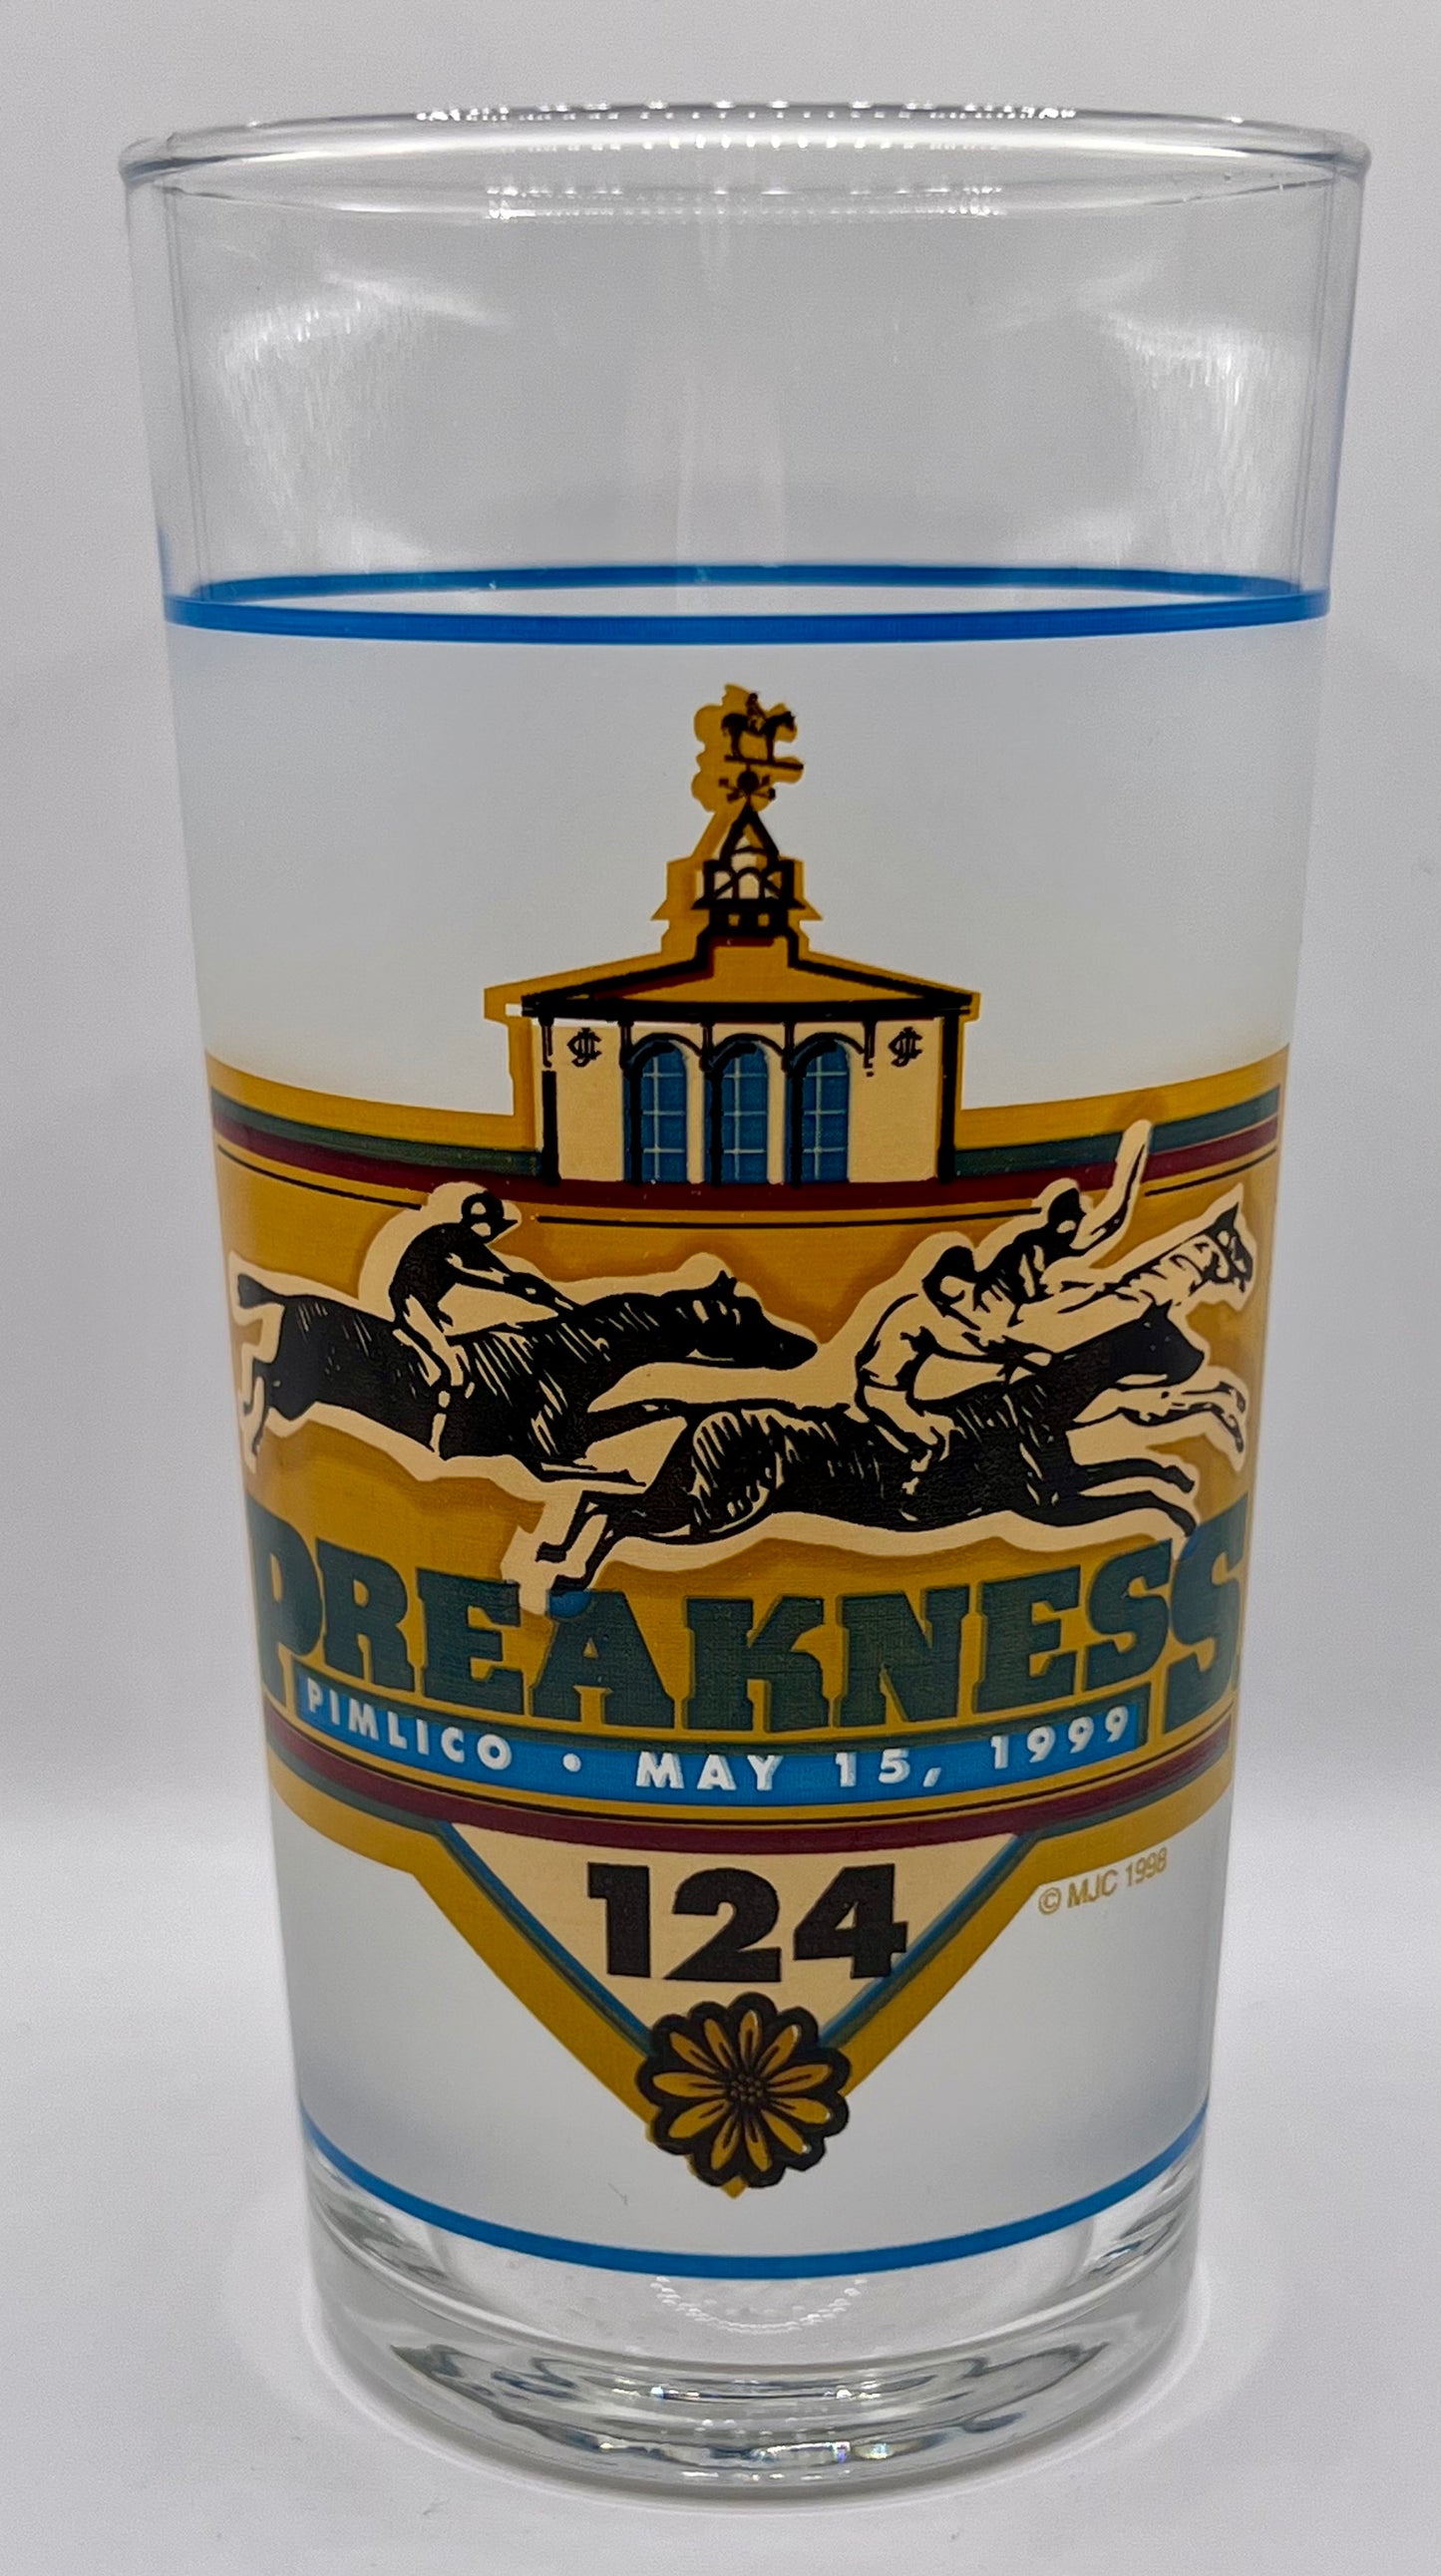 PREAKNESS
PIMLICO • MAY 15, 1999
124
© MJC 1998